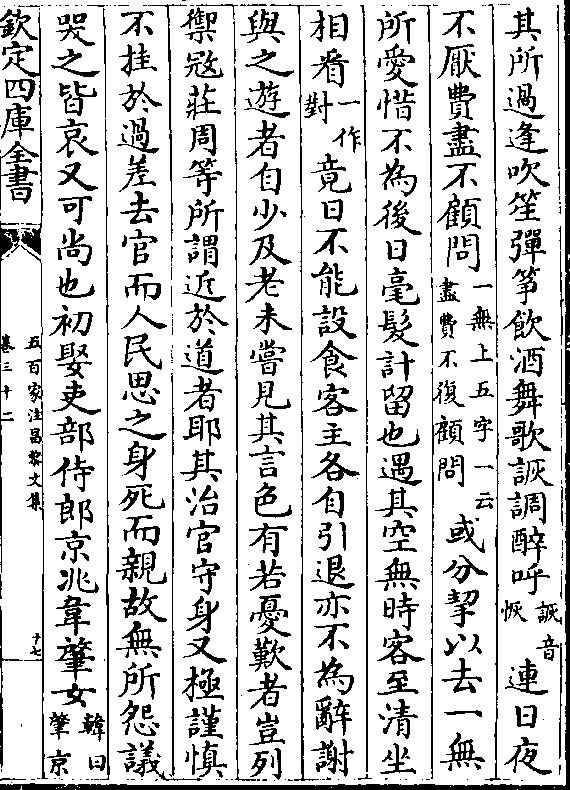 其所過逢吹笙彈箏飲酒舞歌詼調醉呼詼音恢連日夜
不厭費盡不顧問一無上五字一云盡費不復顧問或分挈以去一無
所愛惜不為後日毫髮計留也遇其空無時客至清坐
相看一作對竟日不能設食客主各自引退亦不為辭謝
與之遊者自少及老未嘗見其言色有若憂歎者豈列
禦寇莊周等所謂近於道者耶其治官守身又極謹慎
不挂於過差去官而人民思之身死而親故無所怨議
哭之皆哀又可尚也初娶吏部侍郎京兆韋肇女韓曰肇京
欽定四庫全書
五百家注昌黎文集
卷三十二
十七